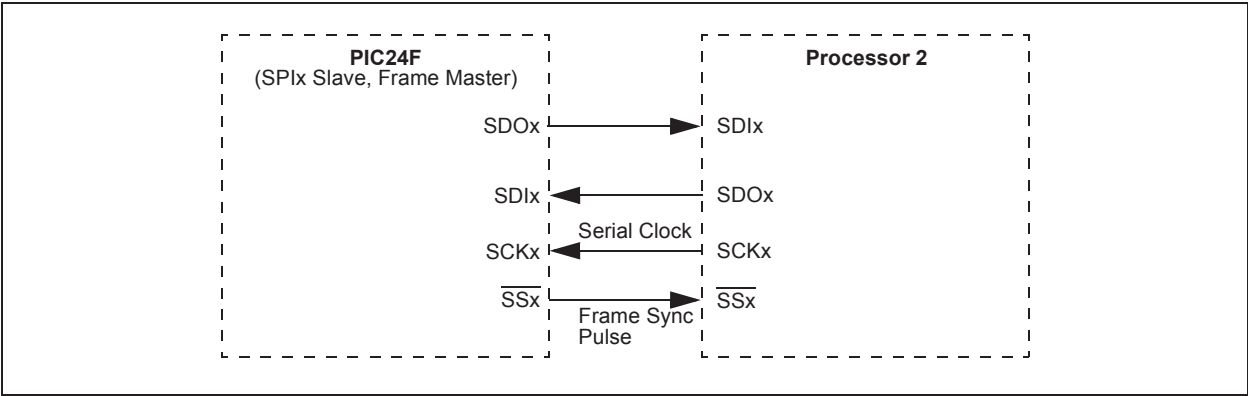 PIC24F
(SPIx Slave, Frame Master)
Processor 2
SDOx
SDIx
SDIx
SDOx
Serial Clock
SCKx
SCKx
SSx
SSx
Frame Sync
Pulse